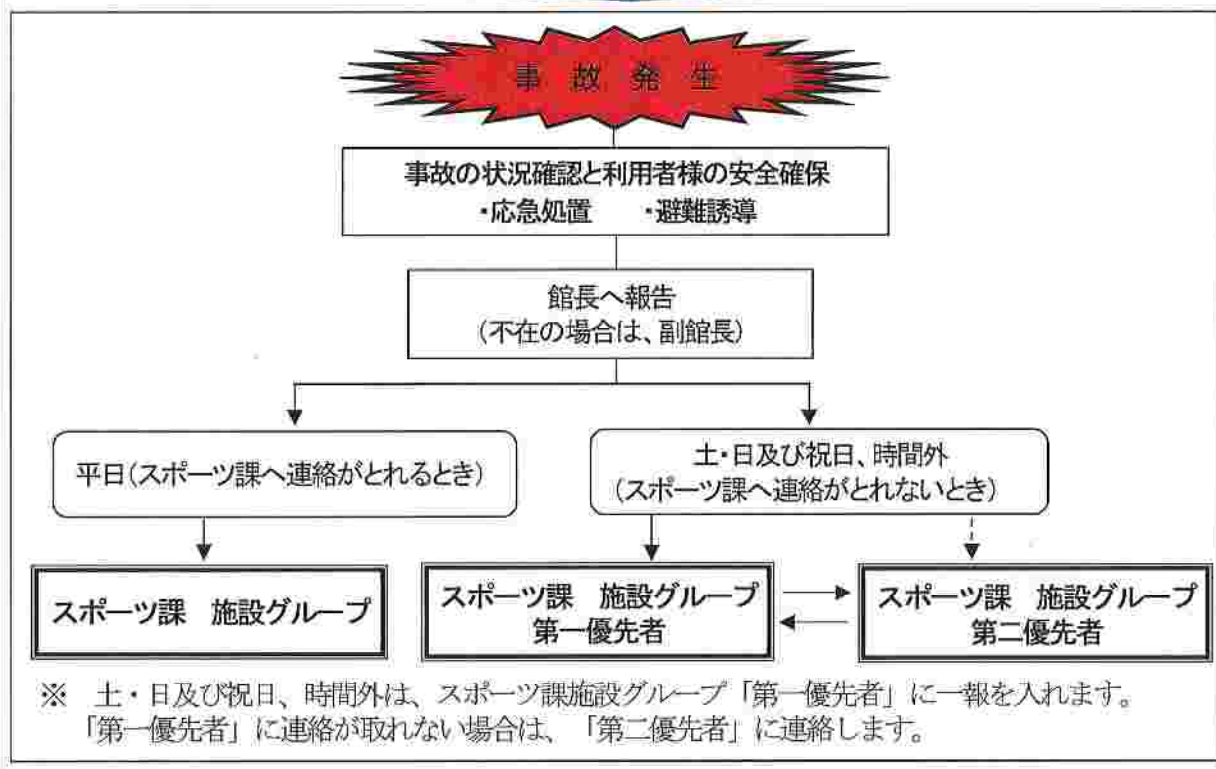 事 故 発 生
事故の状況確認と利用者様の安全確保
・応急処置　・避難誘導
館長へ報告
(不在の場合は、副館長)
平日(スポーツ課へ連絡がとれるとき)
土・日及び祝日、時間外
(スポーツ課へ連絡がとれないとき)
スポーツ課　施設グループ
スポーツ課　施設グループ
第一優先者
スポーツ課　施設グループ
第二優先者
※　土・日及び祝日、時間外は、スポーツ課施設グループ「第一優先者」に一報を入れます。
「第一優先者」に連絡が取れない場合は、「第二優先者」に連絡します。